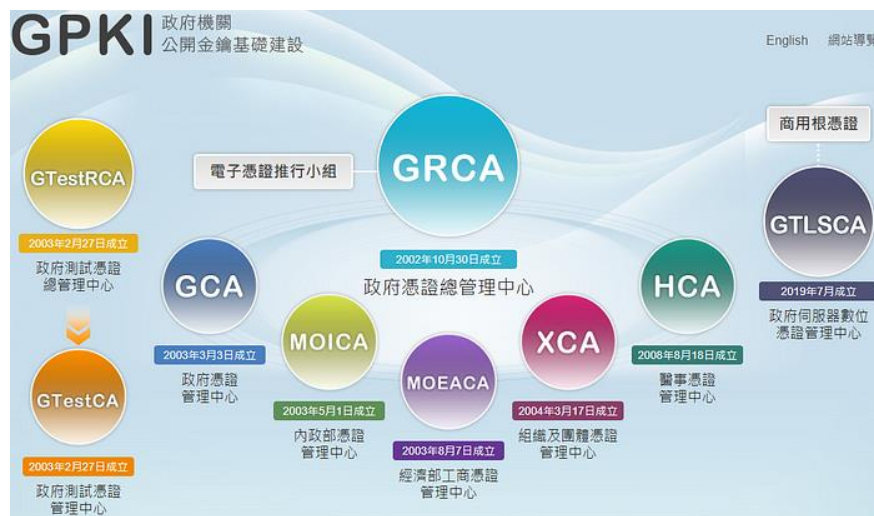 GPKI
政府機關
公開金鑰基礎建設
English 網站導覽
商用根憑證
電子憑證推行小組
GRCA
2002年10月30日成立
政府憑證總管理中心
GTestRCA
2003年2月27日成立
政府測試憑證
總管理中心
GTestCA
2003年2月27日成立
政府測試憑證
管理中心
GCA
2003年3月3日成立
政府憑證
管理中心
MOICA
2003年5月1日成立
內政部憑證
管理中心
MOEACA
2003年8月7日成立
經濟部工商憑證
管理中心
XCA
2004年3月17日成立
組織及團體憑證
管理中心
HCA
2008年8月18日成立
醫事憑證
管理中心
GTLSCA
2019年7月成立
政府伺服器數位
憑證管理中心